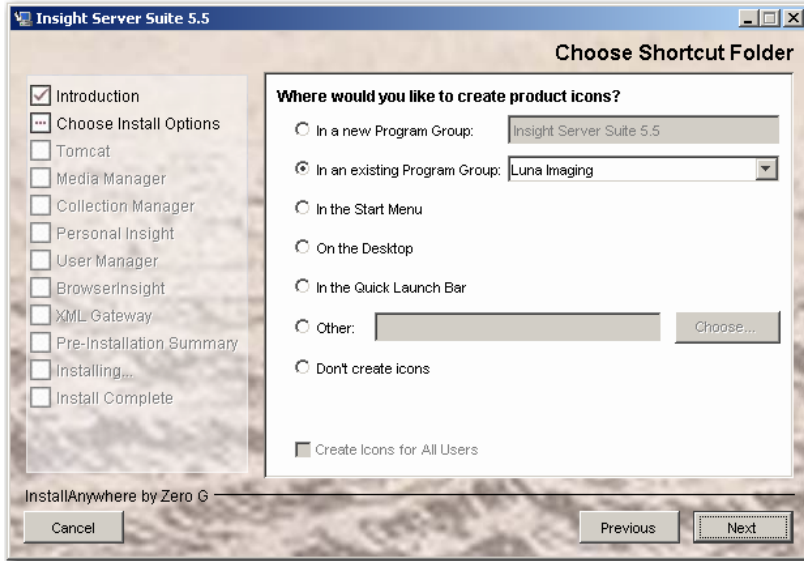 Insight Server Suite 5.5
Choose Shortcut Folder
Introduction
Choose Install Options
Tomcat
Media Manager
Collection Manager
Personal Insight
User Manager
BrowserInsight
XML Gateway
Pre-Installation Summary
Installing...
Install Complete
Where would you like to create product icons?
In a new Program Group: Insight Server Suite 5.5
In an existing Program Group: Luna Imaging
In the Start Menu
On the Desktop
In the Quick Launch Bar
Other: Choose...
Don't create icons
Create Icons for All Users
InstallAnywhere by Zero G
Cancel Previous Next